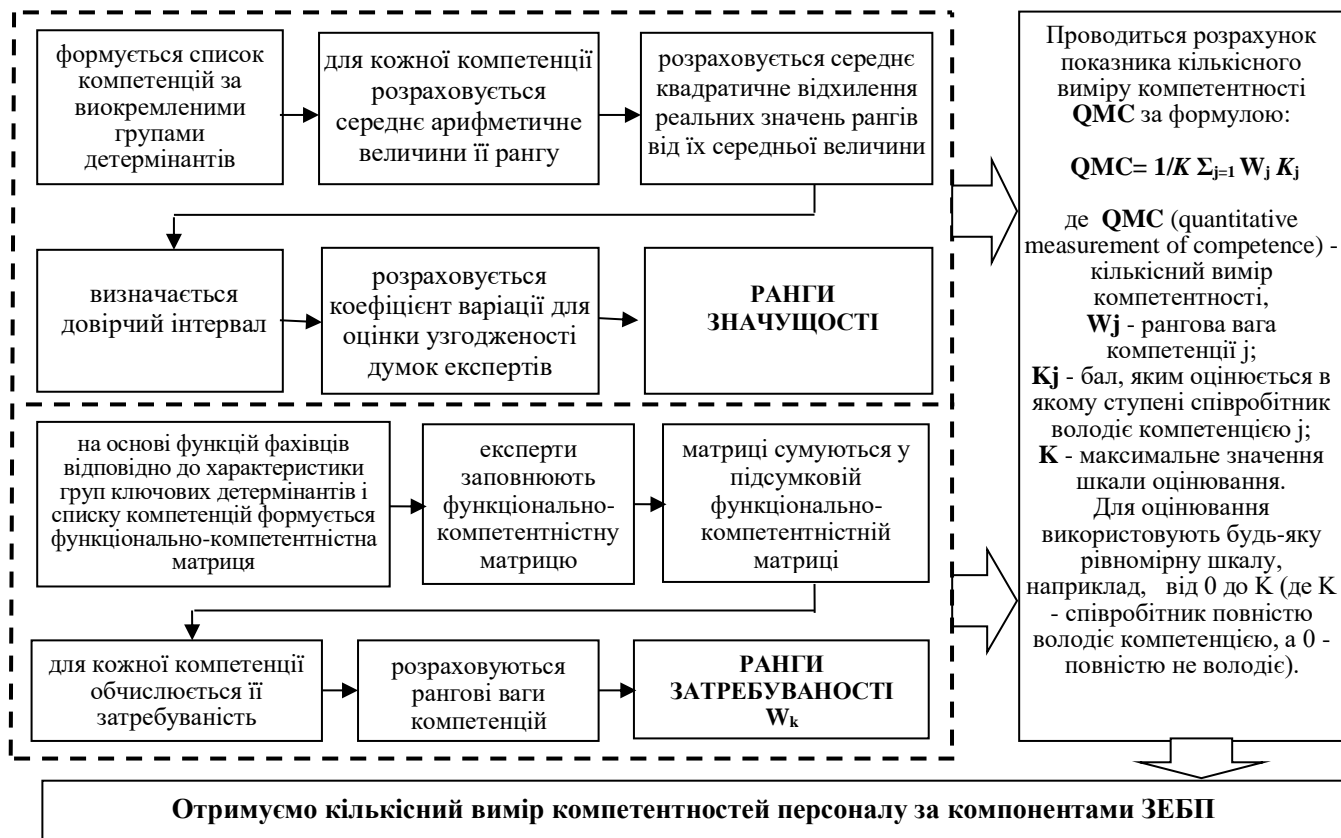 формується список
компетенцій за
виокремленими
групами
детермінантів
для кожної компетенції
розраховується
середнє арифметичне
величини її рангу
розраховується середнє
квадратичне відхилення
реальних значень рангів
від їх середньої величини
визначається
довірчий інтервал
розраховується
коефіцієнт варіації для
оцінки узгодженості
думок експертів
РАНГИ
ЗНАЧУЩОСТІ
на основі функцій фахівців
відповідно до характеристики
груп ключових детермінантів і
списку компетенцій формується
функціонально-компетентністна
матриця
експерти
заповнюють
функціонально-
компетентністну
матрицю
матриці сумуються у
підсумковій
функціонально-
компетентністній
матриці
для кожної компетенції
обчислюється її
затребуваність
розраховуються
рангові ваги
компетенцій
РАНГИ
ЗАТРЕБУВАНОСТІ
Wk
Проводиться розрахунок
показника кількісного
виміру компетентності
QMC за формулою:
QMC= 1/K Σj=1 Wj Kj
де QMC (quantitative
measurement of competence) -
кількісний вимір
компетентності,
Wj - рангова вага
компетенції j;
Kj - бал, яким оцінюється в
якому ступені співробітник
володіє компетенцією j;
K - максимальне значення
шкали оцінювання.
Для оцінювання
використовують будь-яку
рівномірну шкалу,
наприклад, від 0 до K (де K
- співробітник повністю
володіє компетенцією, а 0 -
повністю не володіє).
Отримуємо кількісний вимір компетентностей персоналу за компонентами ЗЕБП